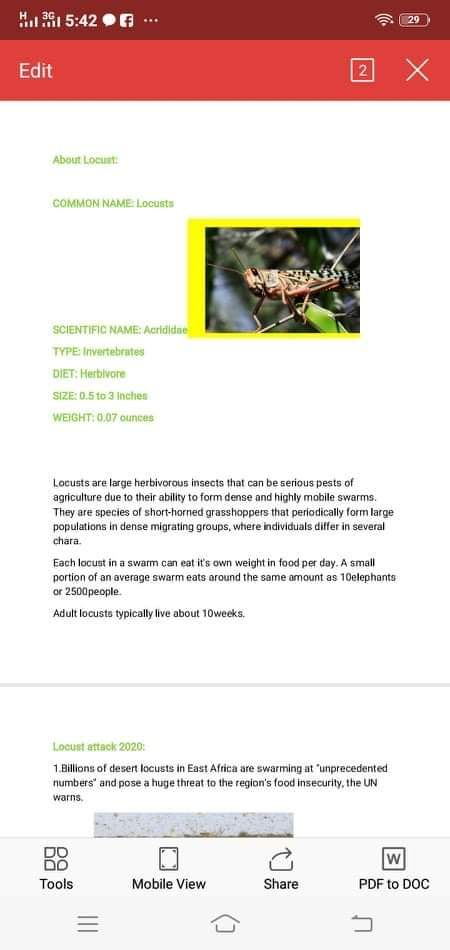 H 3G 5:42 ...
29
Edit
2
About Locust:
COMMON NAME: Locusts
SCIENTIFIC NAME: Acrididae
TYPE: Invertebrates
DIET: Herbivore
SIZE: 0.5 to 3 inches
WEIGHT: 0.07 ounces
Locusts are large herbivorous insects that can be serious pests of
agriculture due to their ability to form dense and highly mobile swarms.
They are species of short-horned grasshoppers that periodically form large
populations in dense migrating groups, where individuals differ in several
chara.
Each locust in a swarm can eat it's own weight in food per day. A small
portion of an average swarm eats around the same amount as 10elephants
or 2500people.
Adult locusts typically live about 10weeks.
Locust attack 2020:
1.Billions of desert locusts in East Africa are swarming at "unprecedented
numbers" and pose a huge threat to the region's food insecurity, the UN
warns.
W
Tools
Mobile View
Share
PDF to DOC